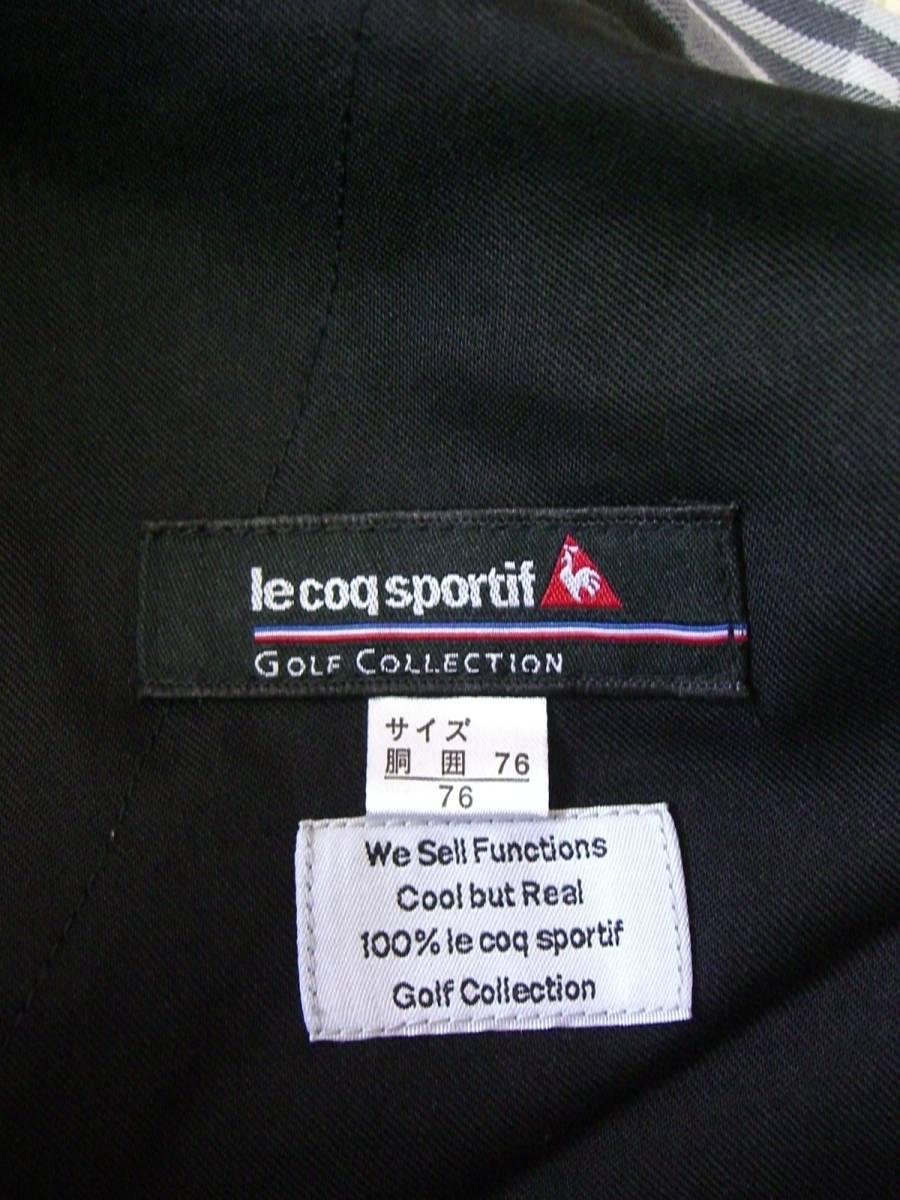 le coq sportif
GOLF COLLECTION
サイズ
胴 囲 76
76
We Sell Functions
Cool but Real
100% le coq sportif
Golf Collection